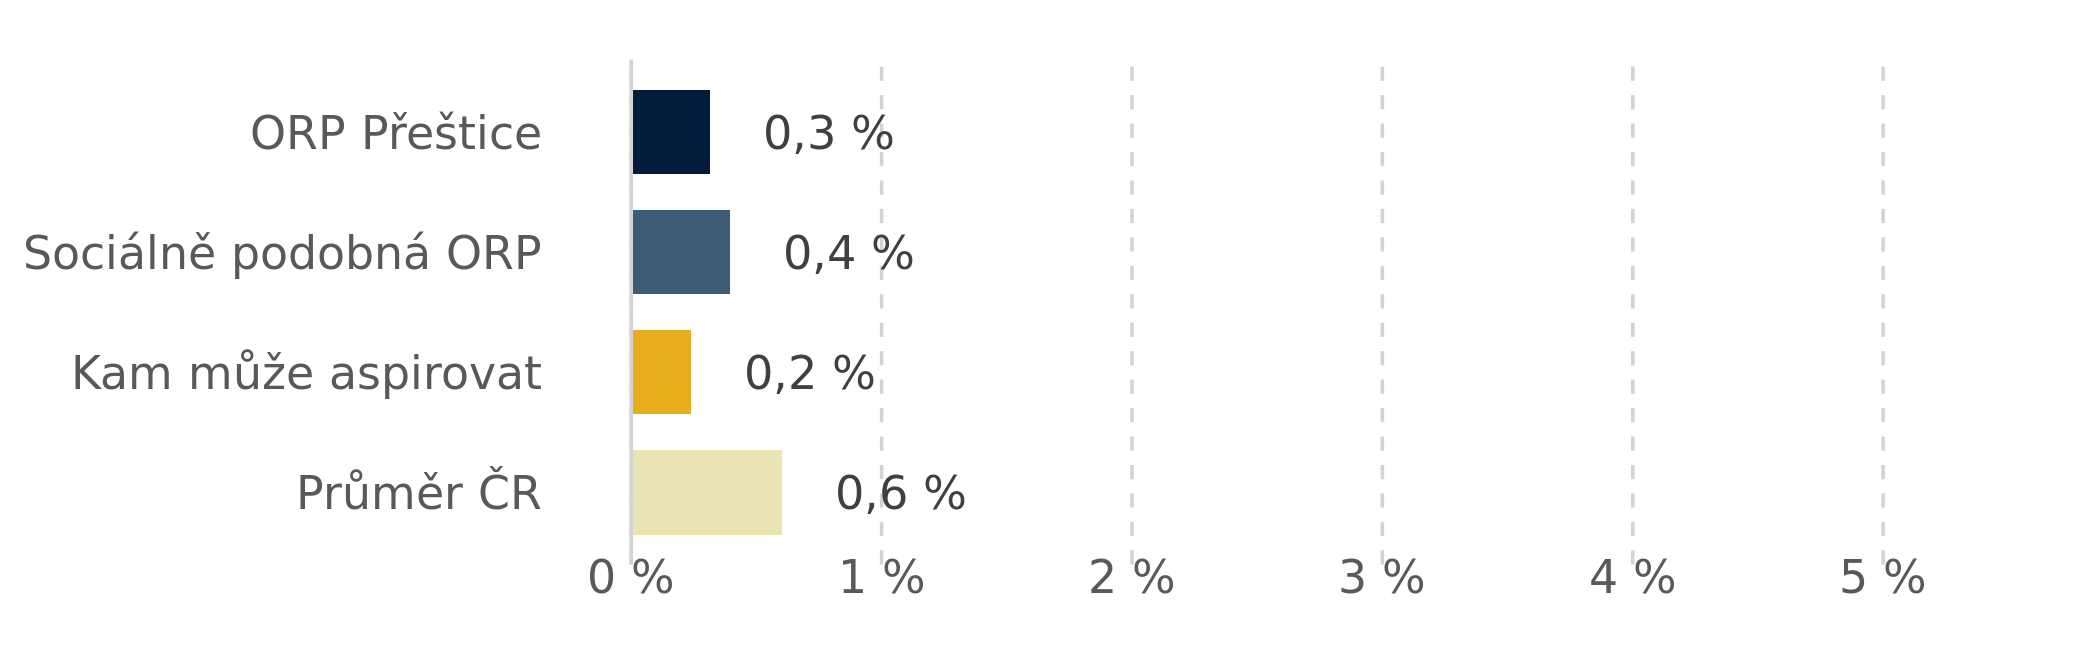 ORP Přeštice 0,3 %
Sociálně podobná ORP 0,4 %
Kam může aspirovat 0,2 %
Průměr ČR 0,6 %
0 % 1 % 2 % 3 % 4 % 5 %